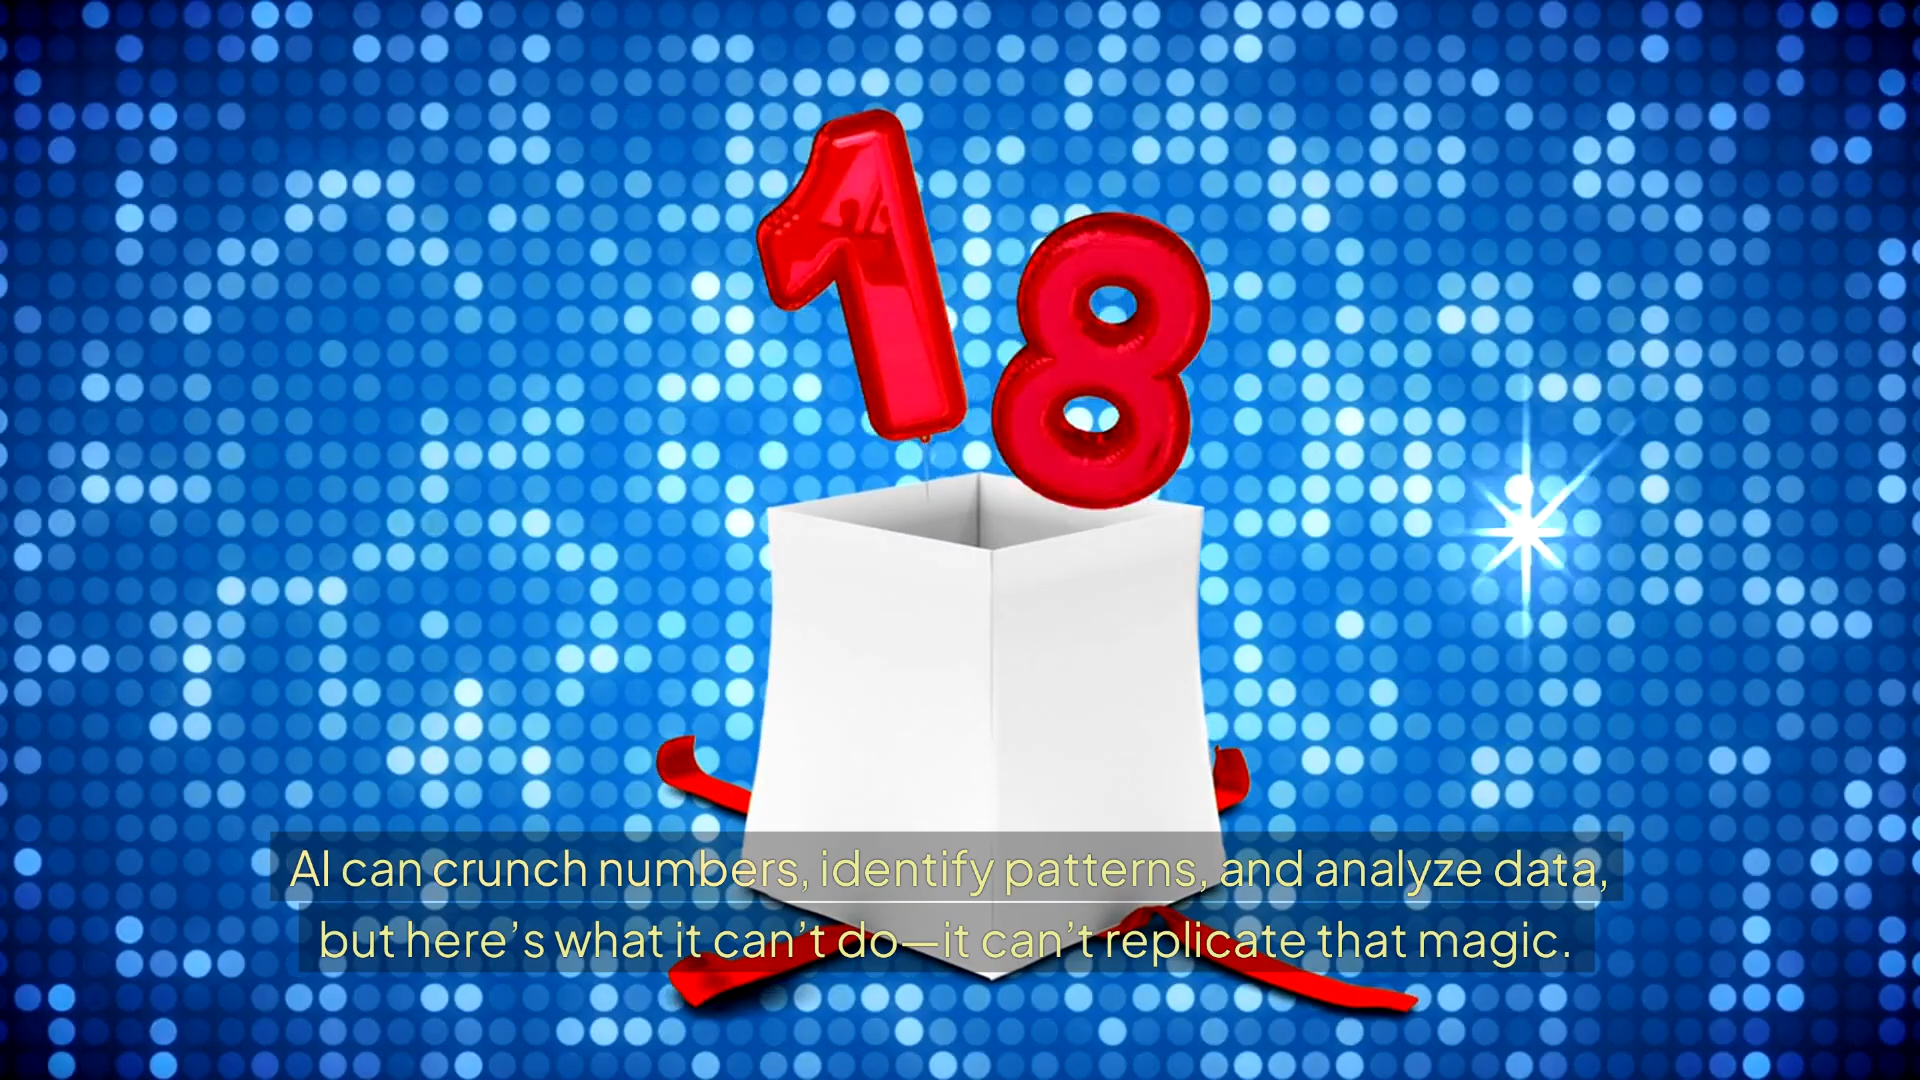 18
AI can crunch numbers, identify patterns, and analyze data,
but here’s what it can’t do—it can’t replicate that magic.